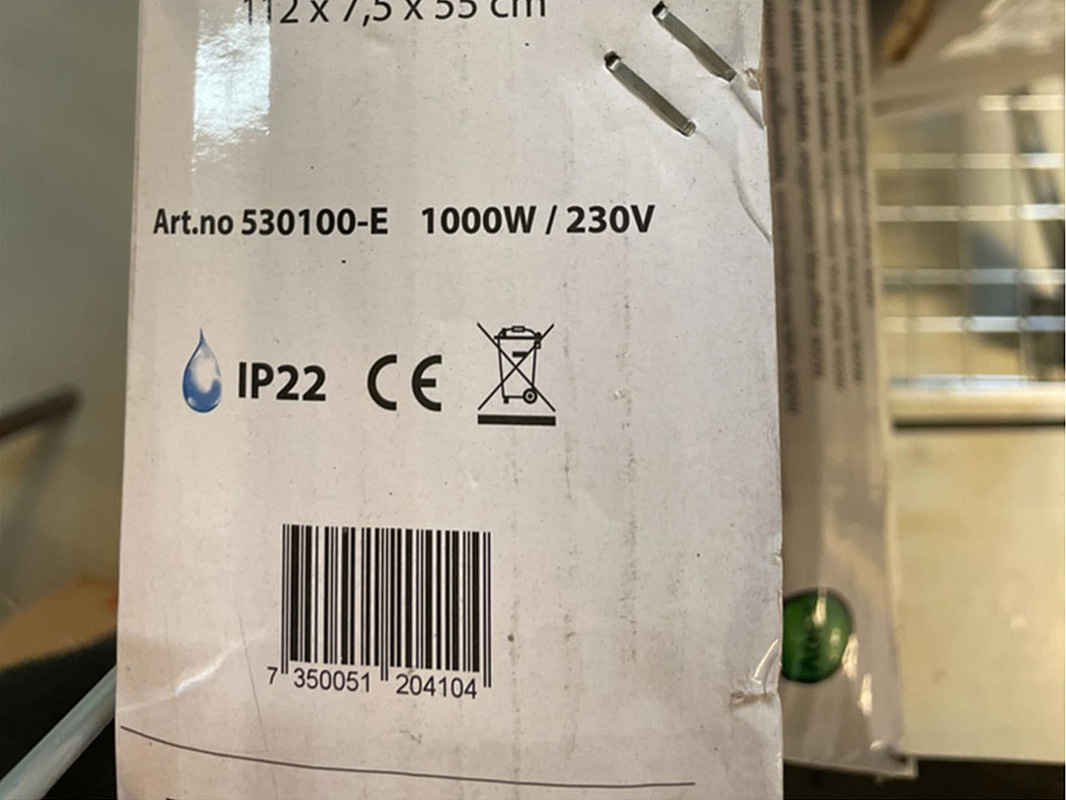 112 x 7,5 x 55 cm
Art.no 530100-E 1000W / 230V
IP22 CE
7 350051 204104